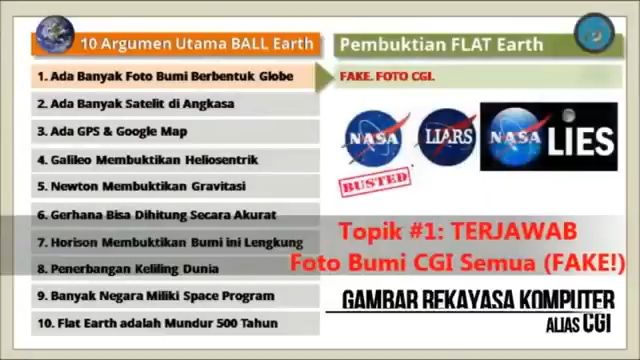 10 Argumen Utama BALL Earth
1. Ada Banyak Foto Bumi Berbentuk Globe
2. Ada Banyak Satelit di Angkasa
3. Ada GPS & Google Map
4. Galileo Membuktikan Heliosentrik
5. Newton Membuktikan Gravitasi
6. Gerhana Bisa Dihitung Secara Akurat
7. Horison Membuktikan Bumi ini Lengkung
8. Penerbangan Keliling Dunia
9. Banyak Negara Miliki Space Program
10. Flat Earth adalah Mundur 500 Tahun
Pembuktian FLAT Earth
FAKE. FOTO CGI.
NASA
BUSTED
LIARS
NASA LIES
Topik #1: TERJAWAB
Foto Bumi CGI Semua (FAKE!)
GAMBAR REKAYASA KOMPUTER
ALIAS CGI